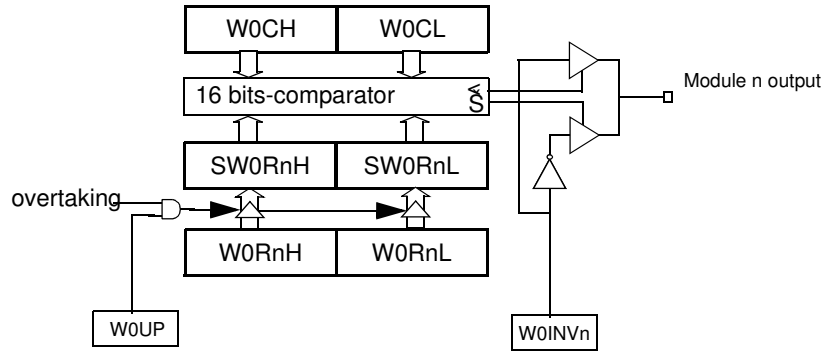 W0CH W0CL
16 bits-comparator
<
S
Module n output
SW0RnH SW0RnL
overtaking
W0RnH W0RnL
W0UP
W0INVn